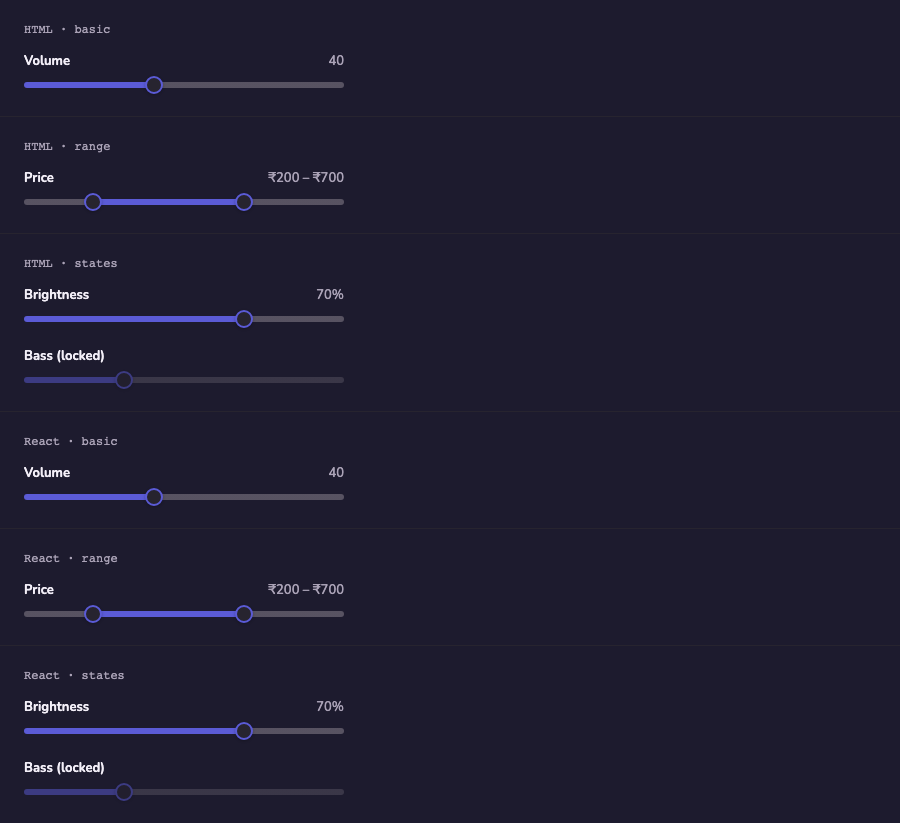 HTML · basic
Volume 40
HTML · range
Price ₹200 – ₹700
HTML · states
Brightness 70%
Bass (locked)
React · basic
Volume 40
React · range
Price ₹200 – ₹700
React · states
Brightness 70%
Bass (locked)